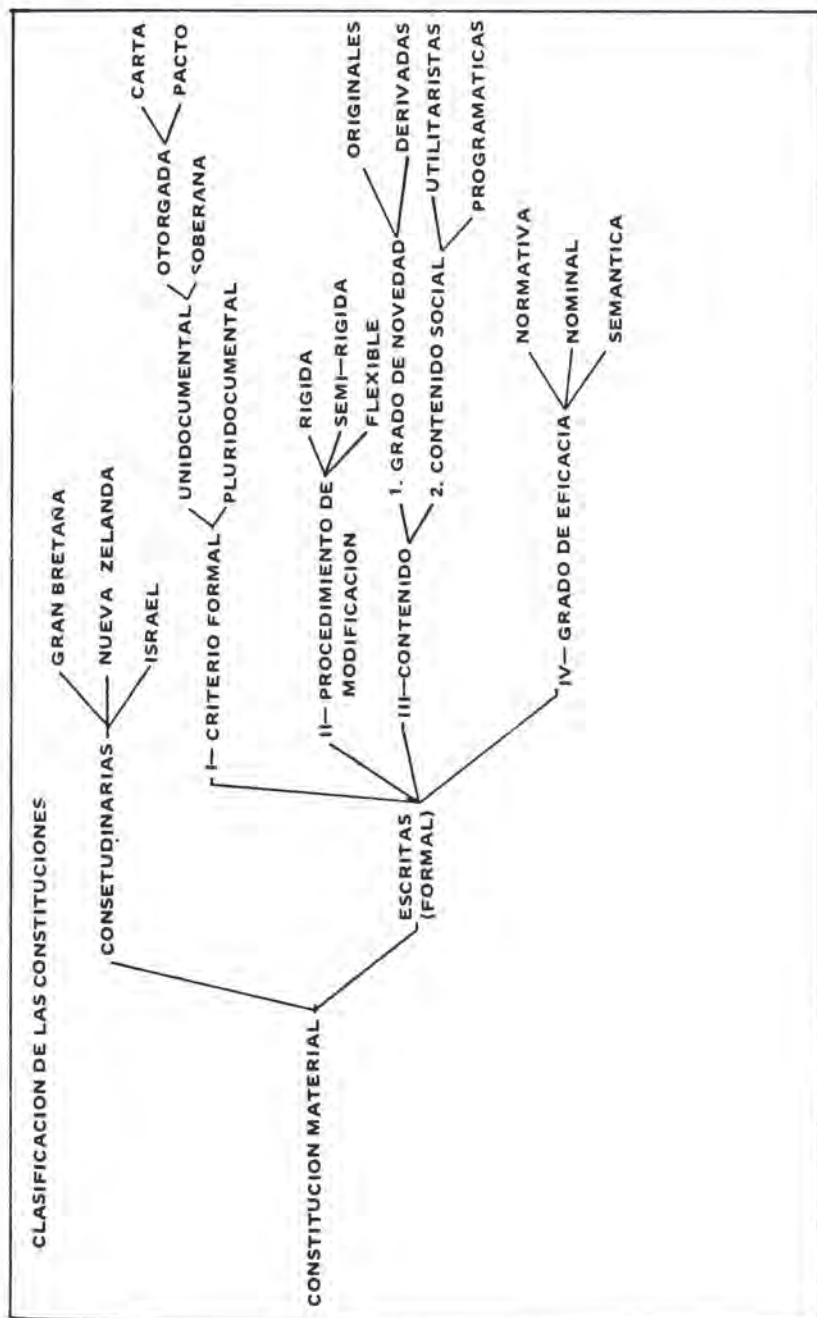 CLASIFICACION DE LAS CONSTITUCIONES
CONSTITUCION MATERIAL
CONSETUDINARIAS
GRAN BRETAÑA
NUEVA ZELANDA
ISRAEL
ESCRITAS
(FORMAL)
I— CRITERIO FORMAL
UNIDOCUMENTAL
OTORGADA
CARTA
PACTO
SOBERANA
PLURIDOCUMENTAL
II— PROCEDIMIENTO DE
MODIFICACION
RIGIDA
SEMI—RIGIDA
FLEXIBLE
III—CONTENIDO
1. GRADO DE NOVEDAD
ORIGINALES
DERIVADAS
2. CONTENIDO SOCIAL
UTILITARISTAS
PROGRAMATICAS
IV— GRADO DE EFICACIA
NORMATIVA
NOMINAL
SEMANTICA